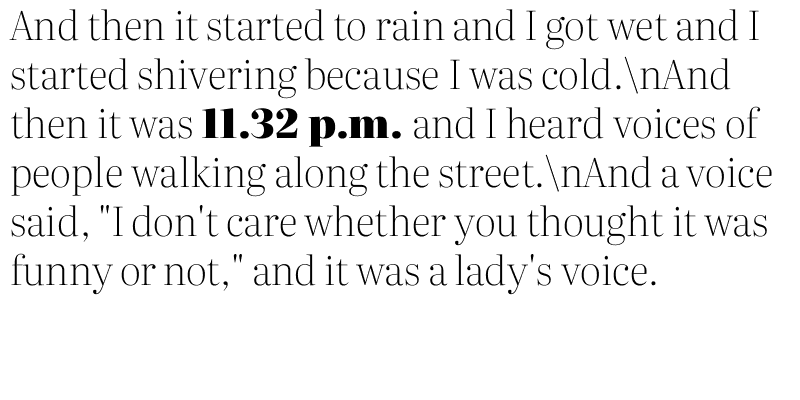 And then it started to rain and I got wet and I
started shivering because I was cold.\nAnd
then it was 11.32 p.m. and I heard voices of
people walking along the street.\nAnd a voice
said, "I don't care whether you thought it was
funny or not," and it was a lady's voice.